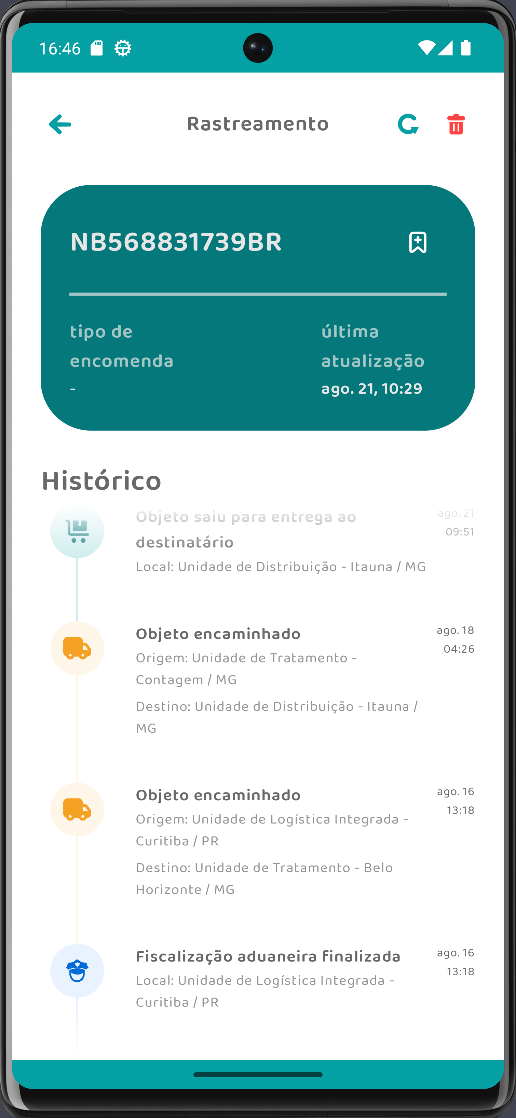 16:46
Rastreamento
NB568831739BR
tipo de
encomenda
-
última
atualização
ago. 21, 10:29
Histórico
Objeto saiu para entrega ao
destinatário
Local: Unidade de Distribuição - Itauna / MG
ago. 21
09:51
Objeto encaminhado
Origem: Unidade de Tratamento -
Contagem / MG
Destino: Unidade de Distribuição - Itauna /
MG
ago. 18
04:26
Objeto encaminhado
Origem: Unidade de Logística Integrada -
Curitiba / PR
Destino: Unidade de Tratamento - Belo
Horizonte / MG
ago. 16
13:18
Fiscalização aduaneira finalizada
Local: Unidade de Logística Integrada -
Curitiba / PR
ago. 16
13:18